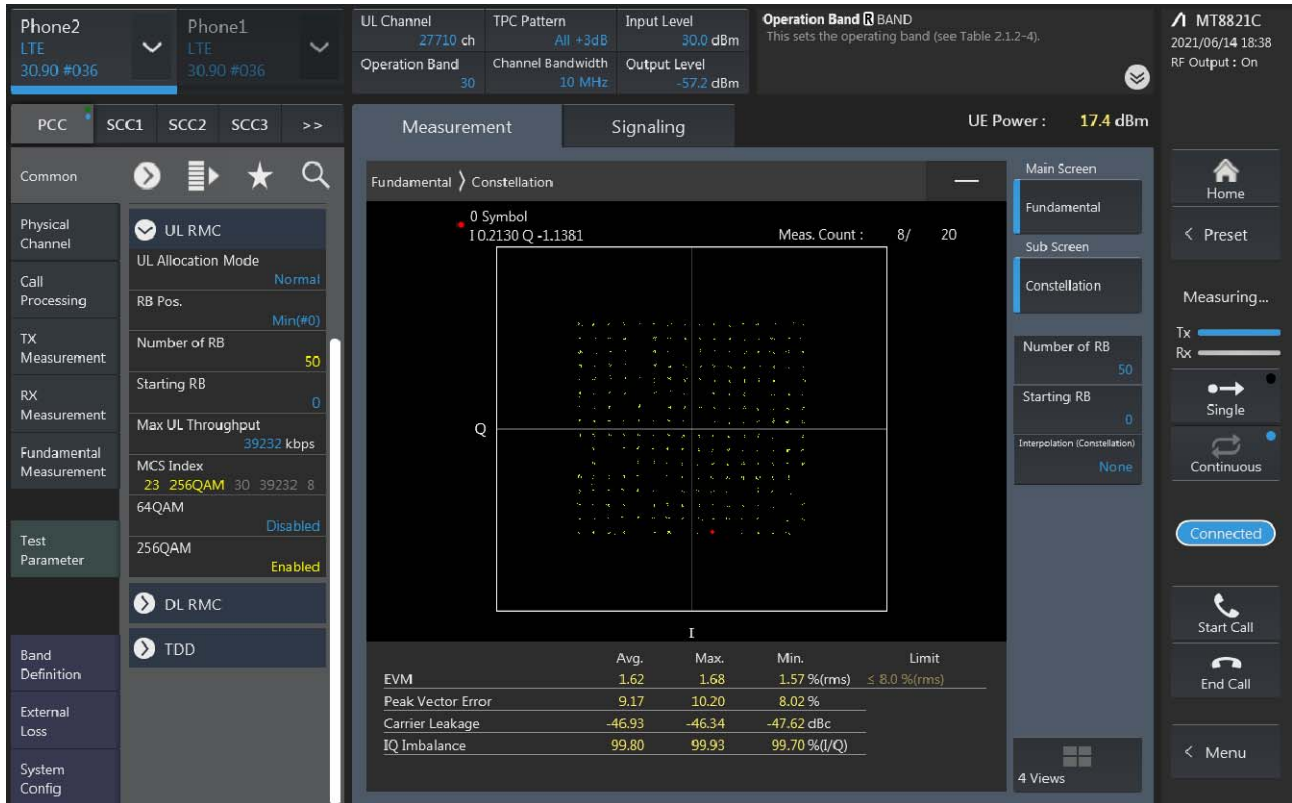 Phone2
LTE
30.90 #036
Phone1
LTE
30.90 #036
UL Channel
27710 ch
TPC Pattern
All +3dB
Input Level
30.0 dBm
Operation Band
30
Channel Bandwidth
10 MHz
Output Level
-57.2 dBm
Operation Band R BAND
This sets the operating band (see Table 2.1.2-4).
MT8821C
2021/06/14 18:38
RF Output : On
PCC SCC1 SCC2 SCC3 >>
Measurement
Signaling
UE Power : 17.4 dBm
Common
Physical
Channel
Call
Processing
TX
Measurement
RX
Measurement
Fundamental
Measurement
Test
Parameter
Band
Definition
External
Loss
System
Config
UL RMC
UL Allocation Mode
Normal
RB Pos.
Min(#0)
Number of RB
50
Starting RB
0
Max UL Throughput
39232 kbps
MCS Index
23 256QAM 30 39232 8
64QAM
Disabled
256QAM
Enabled
DL RMC
TDD
Fundamental > Constellation
0 Symbol
I 0.2130 Q -1.1381
Meas. Count : 8/ 20
Q
I
Avg. Max. Min. Limit
EVM 1.62 1.68 1.57 %(rms) ≤ 8.0 %(rms)
Peak Vector Error 9.17 10.20 8.02 %
Carrier Leakage -46.93 -46.34 -47.62 dBc
IQ Imbalance 99.80 99.93 99.70 %(I/Q)
Main Screen
Fundamental
Sub Screen
Constellation
Number of RB
50
Starting RB
0
Interpolation (Constellation)
None
4 Views
Home
< Preset
Measuring...
Tx
Rx
Single
Continuous
Connected
Start Call
End Call
< Menu